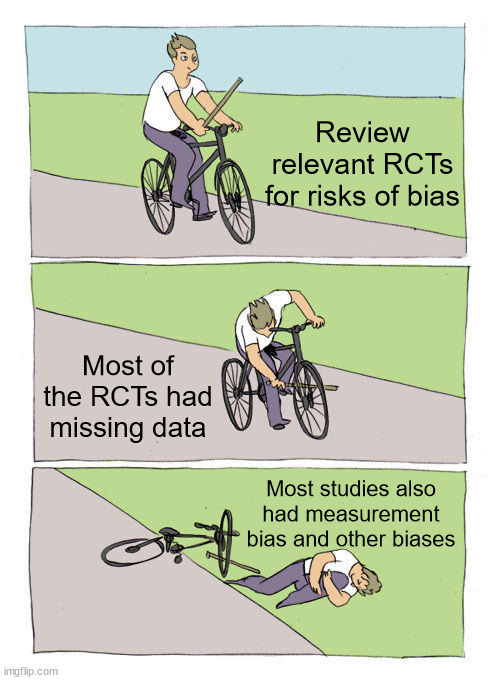 Review
relevant RCTs
for risks of bias
Most of
the RCTs had
missing data
Most studies also
had measurement
bias and other biases
imgflip.com